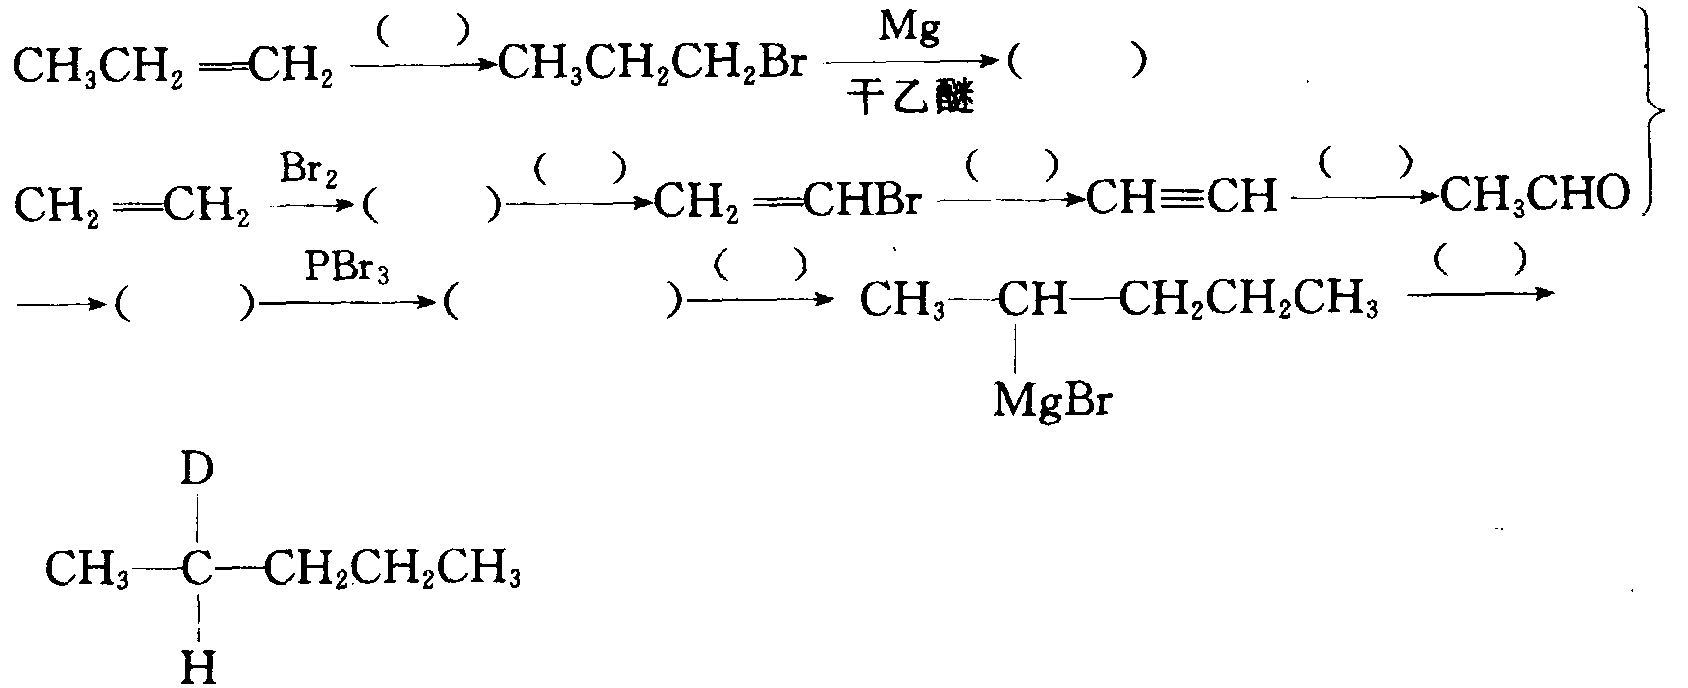 CH₃CH₂=CH₂ —( )→ CH₃CH₂CH₂Br —Mg/干乙醚→ ( ) }
CH₂=CH₂ —Br₂→ ( ) —( )→ CH₂=CHBr —( )→ CH≡CH —( )→ CH₃CHO
→ ( ) —PBr₃→ ( ) —( )→ CH₃—CH—CH₂CH₂CH₃ —( )→
MgBr
D
CH₃—C—CH₂CH₂CH₃
H